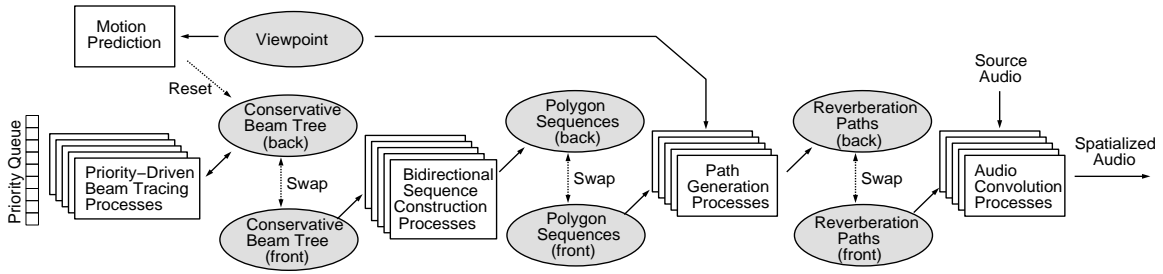 Motion
Prediction
Viewpoint
Reset
Source
Audio
Priority Queue
Priority−Driven
Beam Tracing
Processes
Conservative
Beam Tree
(back)
Swap
Conservative
Beam Tree
(front)
Bidirectional
Sequence
Construction
Processes
Polygon
Sequences
(back)
Swap
Polygon
Sequences
(front)
Path
Generation
Processes
Reverberation
Paths
(back)
Swap
Reverberation
Paths
(front)
Audio
Convolution
Processes
Spatialized
Audio